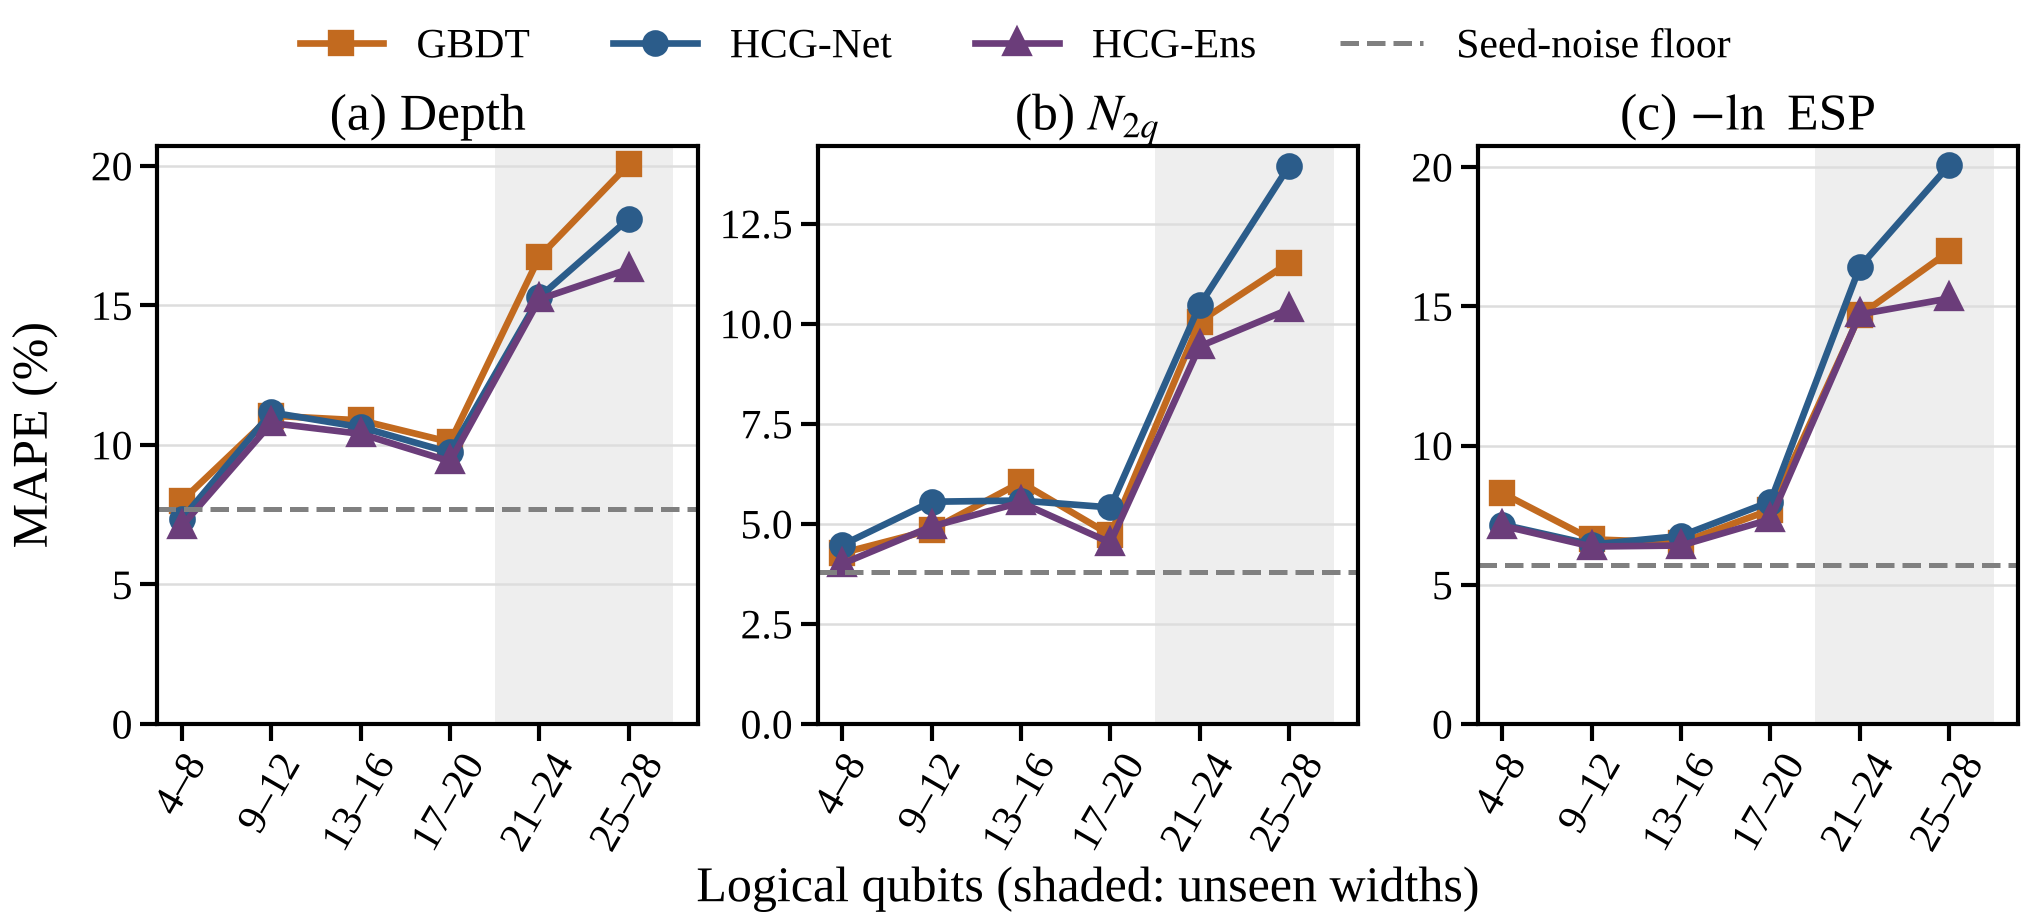 GBDT HCG-Net HCG-Ens Seed-noise floor
(a) Depth
(b) N2q
(c) −ln ESP
MAPE (%)
20
15
10
5
0
4–8 9–12 13–16 17–20 21–24 25–28
12.5
10.0
7.5
5.0
2.5
0.0
4–8 9–12 13–16 17–20 21–24 25–28
20
15
10
5
0
4–8 9–12 13–16 17–20 21–24 25–28
Logical qubits (shaded: unseen widths)